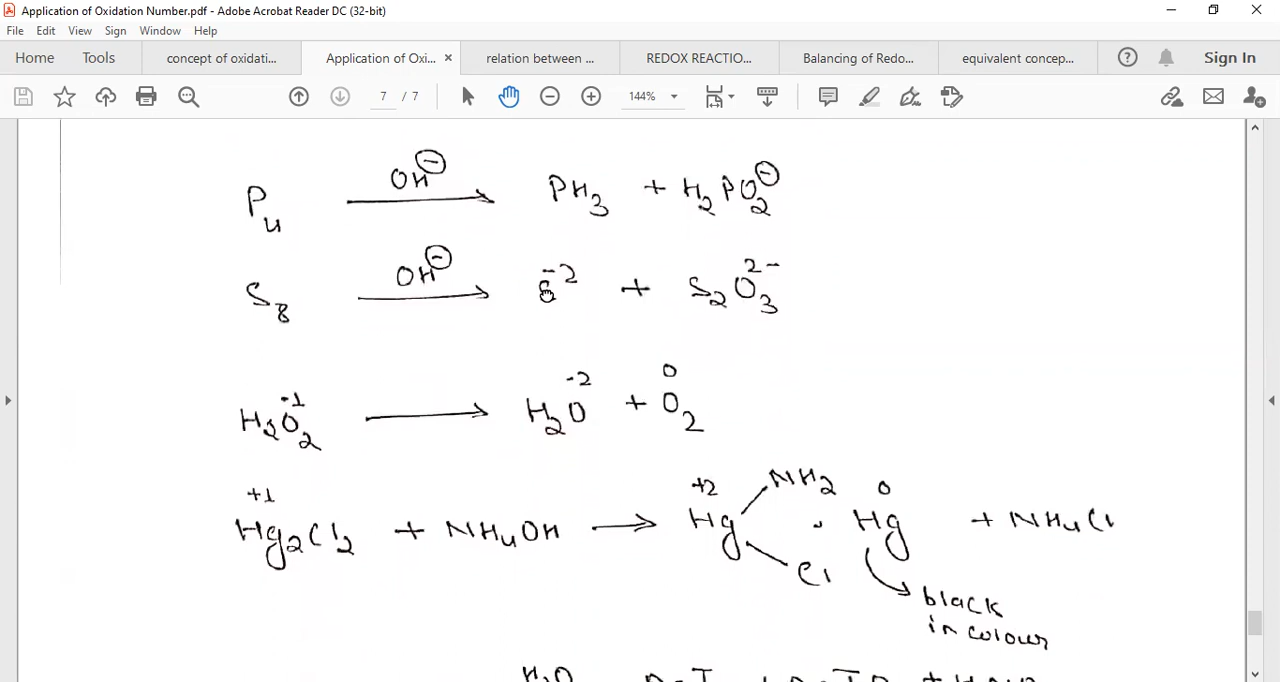 Application of Oxidation Number.pdf - Adobe Acrobat Reader DC (32-bit)
File Edit View Sign Window Help
Home Tools concept of oxidati... Application of Oxi... × relation between ... REDOX REACTIO... Balancing of Redo... equivalent concep... Sign In
7 / 7 144%
P₄ —OH⊖→ PH₃ + H₂PO₂⊖
S₈ —OH⊖→ S⁻² + S₂O₃²⁻
-1 -2 0
H₂O₂ → H₂O + O₂
+1 +2 NH₂ 0
Hg₂Cl₂ + NH₄OH → Hg . Hg + NH₄Cl
Cl
black
in colour
H₂O